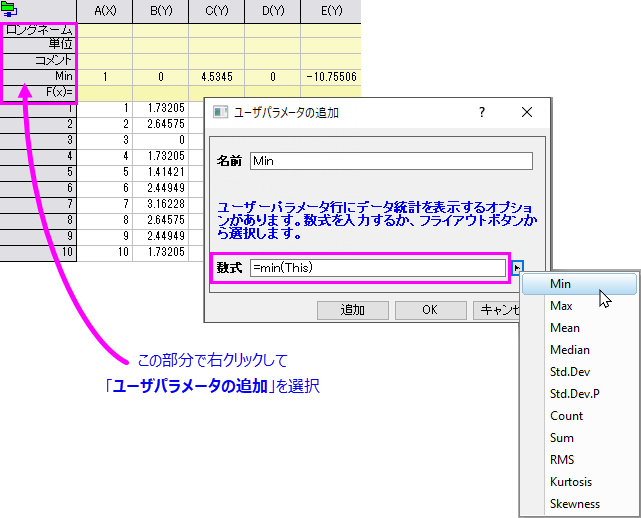 A(X) B(Y) C(Y) D(Y) E(Y)
ロングネーム
単位
コメント
Min 1 0 4.5345 0 -10.75506
F(x)=
1 1 1.73205
2 2 2.64575
3 3 0
4 4 1.73205
5 5 1.41421
6 6 2.44949
7 7 3.16228
8 8 2.64575
9 9 2.44949
10 10 1.73205
ユーザパラメータの追加 ?
名前 Min
ユーザーパラメータ行にデータ統計を表示するオプシ
ョンがあります。数式を入力するか、フライアウトボタンか
ら選択します。
数式 =min(This)
追加 OK キャンセ
Min
Max
Mean
Median
Std.Dev
Std.Dev.P
Count
Sum
RMS
Kurtosis
Skewness
この部分で右クリックして
「ユーザパラメータの追加」を選択